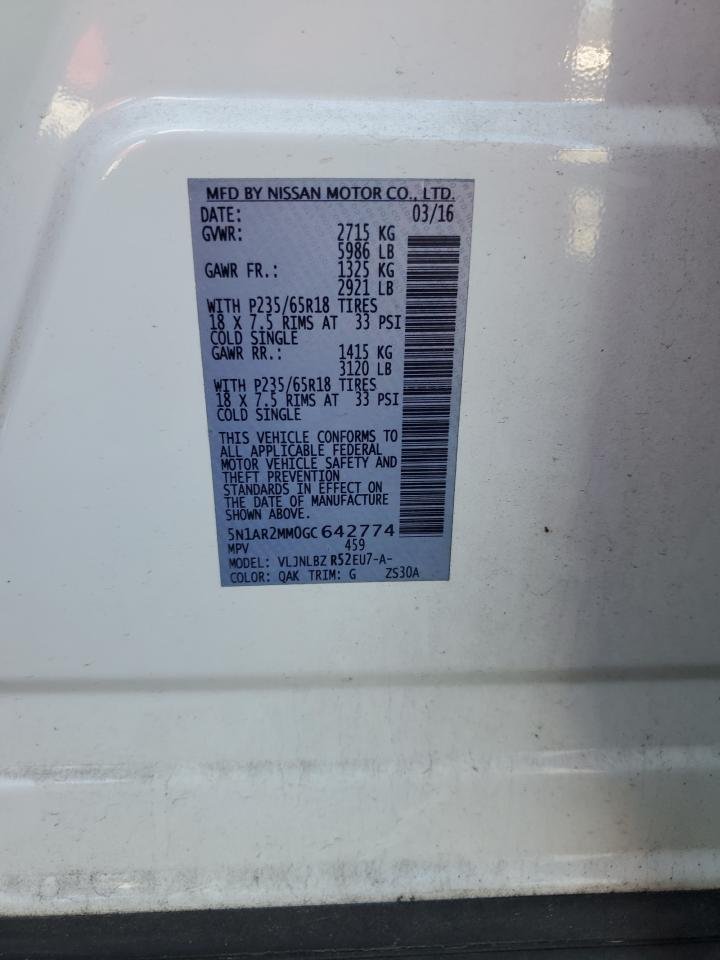 MFD BY NISSAN MOTOR CO., LTD.
DATE: 03/16
GVWR: 2715 KG
5986 LB
GAWR FR.: 1325 KG
2921 LB
WITH P235/65R18 TIRES
18 X 7.5 RIMS AT 33 PSI
COLD SINGLE
GAWR RR.: 1415 KG
3120 LB
WITH P235/65R18 TIRES
18 X 7.5 RIMS AT 33 PSI
COLD SINGLE
THIS VEHICLE CONFORMS TO
ALL APPLICABLE FEDERAL
MOTOR VEHICLE SAFETY AND
THEFT PREVENTION
STANDARDS IN EFFECT ON
THE DATE OF MANUFACTURE
SHOWN ABOVE.
5N1AR2MM0GC642774
MPV 459
MODEL: VLJNLBZ R52EU7-A-
COLOR: QAK TRIM: G ZS30A